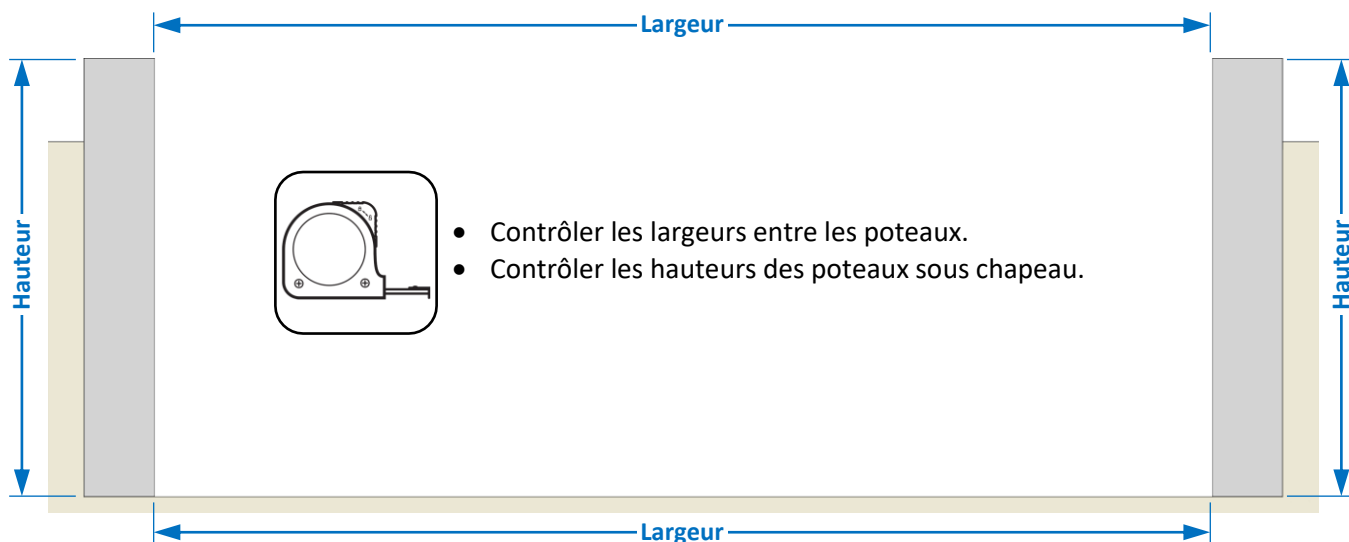 Largeur
Hauteur
• Contrôler les largeurs entre les poteaux.
• Contrôler les hauteurs des poteaux sous chapeau.
Hauteur
Largeur